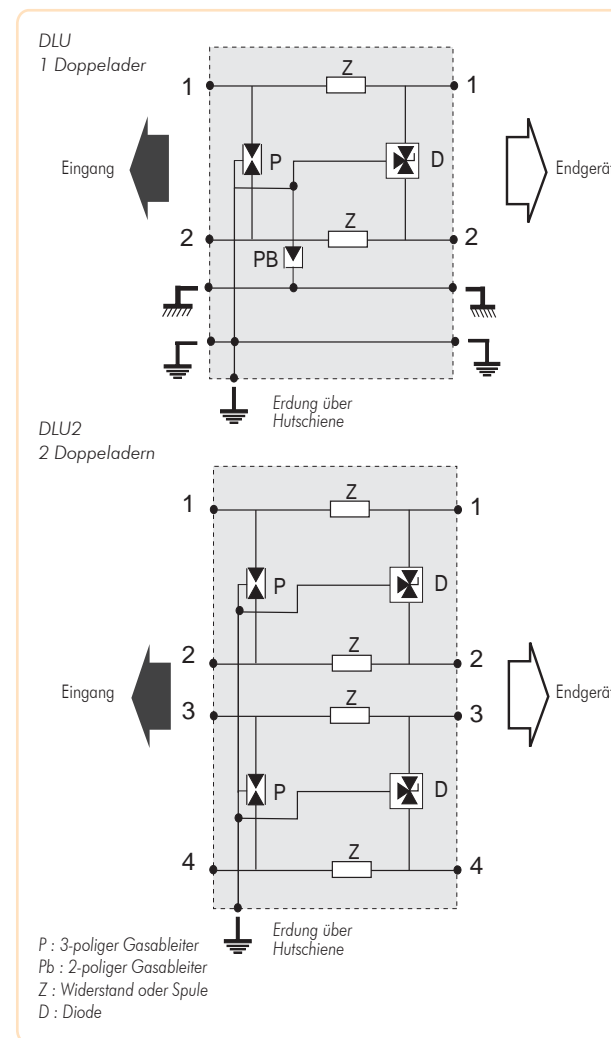 DLU
1 Doppelader
Z
1 1
P D
Eingang Endgerät
Z
2 2
PB
Erdung über
Hutschiene
DLU2
2 Doppeladern
Z
1 1
P D
2 Z 2
Eingang Endgerät
3 Z 3
P D
4 Z 4
Erdung über
Hutschiene
P : 3-poliger Gasableiter
Pb : 2-poliger Gasableiter
Z : Widerstand oder Spule
D : Diode